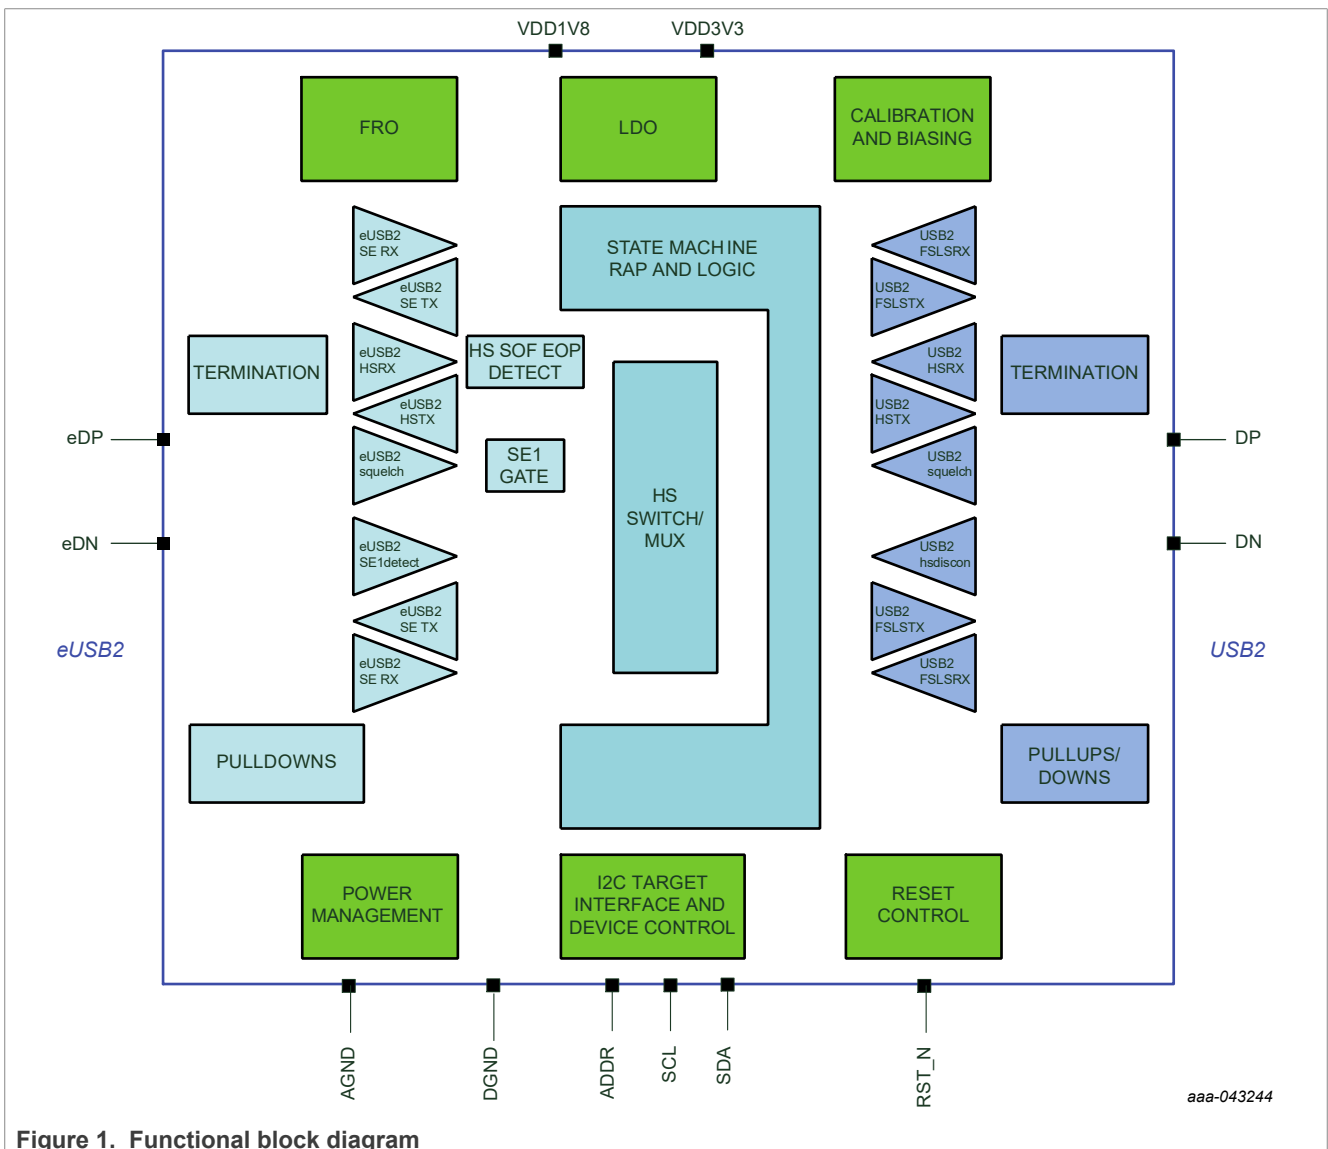 VDD1V8
VDD3V3
FRO
LDO
CALIBRATION
AND BIASING
eUSB2
SE RX
eUSB2
SE TX
eUSB2
HSRX
eUSB2
HSTX
eUSB2
squelch
eUSB2
SE1detect
eUSB2
SE TX
eUSB2
SE RX
TERMINATION
HS SOF EOP
DETECT
SE1
GATE
STATE MACHINE
RAP AND LOGIC
HS
SWITCH/
MUX
USB2
FSLSRX
USB2
FSLSTX
USB2
HSRX
USB2
HSTX
USB2
squelch
USB2
hsdiscon
USB2
FSLSTX
USB2
FSLSRX
TERMINATION
eDP
eDN
eUSB2
DP
DN
USB2
PULLDOWNS
PULLUPS/
DOWNS
POWER
MANAGEMENT
I2C TARGET
INTERFACE AND
DEVICE CONTROL
RESET
CONTROL
AGND
DGND
ADDR
SCL
SDA
RST_N
aaa-043244
Figure 1. Functional block diagram